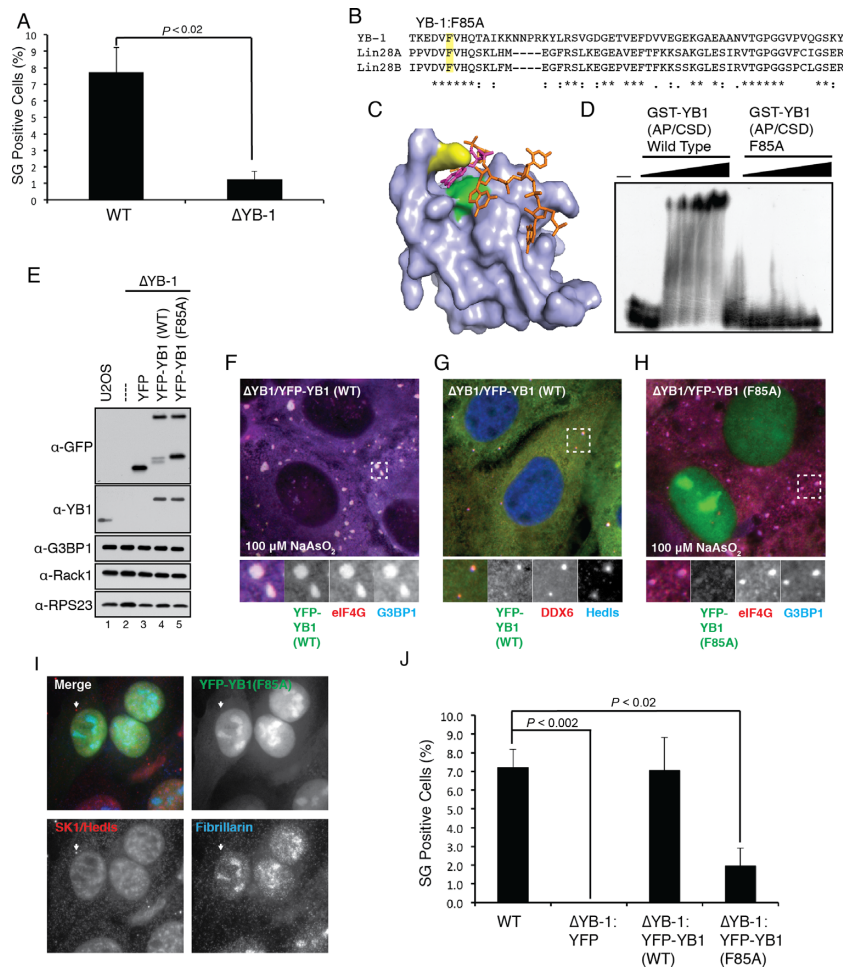 A
P < 0.02
SG Positive Cells (%)
10
9
8
7
6
5
4
3
2
1
0
WT
ΔYB-1
B
YB-1:F85A
YB-1 TKEDVFVHQTAIKKNNPRKYLRSVGDGETVEFDVVEGEKGAEAANVTGPGGVPVQGSKY
Lin28A PPVDVFVHQSKLHM----EGFRSLKEGEAVEFTFKKSAKGLESIRVTGPGGVFCIGSER
Lin28B IPVDVFVHQSKLFM----EGFRSLKEGEPVEFTFKKSSKGLESIRVTGPGGSPCLGSER
C
D
GST-YB1
(AP/CSD)
Wild Type
GST-YB1
(AP/CSD)
F85A
E
ΔYB-1
U2OS
---
YFP
YFP-YB1 (WT)
YFP-YB1 (F85A)
α-GFP
α-YB1
α-G3BP1
α-Rack1
α-RPS23
1 2 3 4 5
F
ΔYB1/YFP-YB1 (WT)
100 µM NaAsO2
YFP-
YB1
(WT)
eIF4G
G3BP1
G
ΔYB1/YFP-YB1 (WT)
YFP-
YB1
(WT)
DDX6
Hedls
H
ΔYB1/YFP-YB1 (F85A)
100 µM NaAsO2
YFP-
YB1
(F85A)
eIF4G
G3BP1
I
Merge
YFP-YB1(F85A)
SK1/Hedls
Fibrillarin
J
P < 0.02
P < 0.002
SG Positive Cells (%)
10.0
9.0
8.0
7.0
6.0
5.0
4.0
3.0
2.0
1.0
0.0
WT
ΔYB-1:
YFP
ΔYB-1:
YFP-YB1
(WT)
ΔYB-1:
YFP-YB1
(F85A)